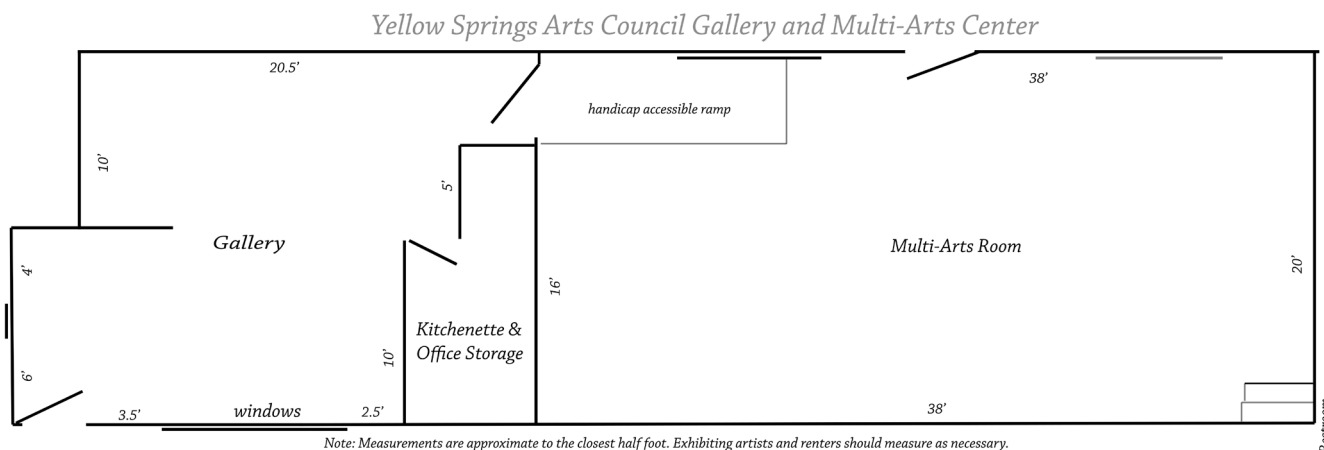 Yellow Springs Arts Council Gallery and Multi-Arts Center
20.5’
38’
handicap accessible ramp
10’
5’
Gallery
Multi-Arts Room
4’
16’
20’
Kitchenette &
Office Storage
10’
6’
3.5’
windows
2.5’
38’
Note: Measurements are approximate to the closest half foot. Exhibiting artists and renters should measure as necessary.